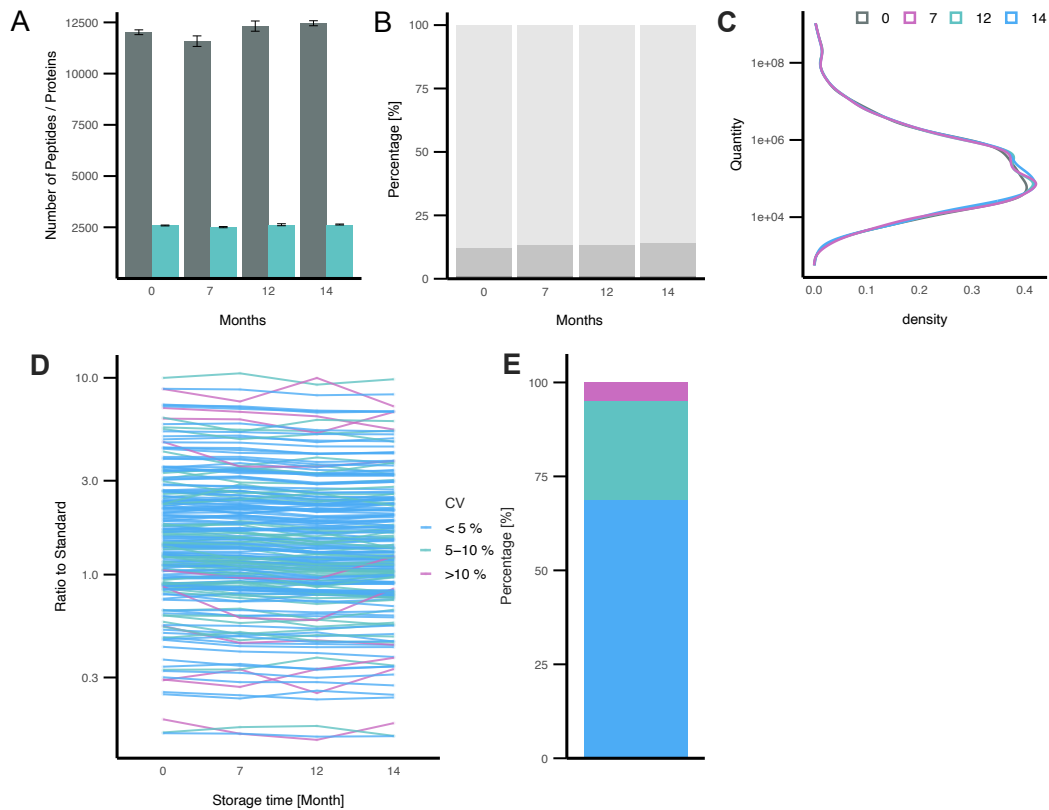 A
Number of Peptides / Proteins
12500
10000
7500
5000
2500
0 7 12 14
Months
B
Percentage [%]
100
75
50
25
0
0 7 12 14
Months
C
0 7 12 14
Quantity
1e+08
1e+06
1e+04
0.0 0.1 0.2 0.3 0.4
density
D
Ratio to Standard
10.0
3.0
1.0
0.3
0 7 12 14
Storage time [Month]
CV
< 5 %
5–10 %
>10 %
E
Percentage [%]
100
75
50
25
0